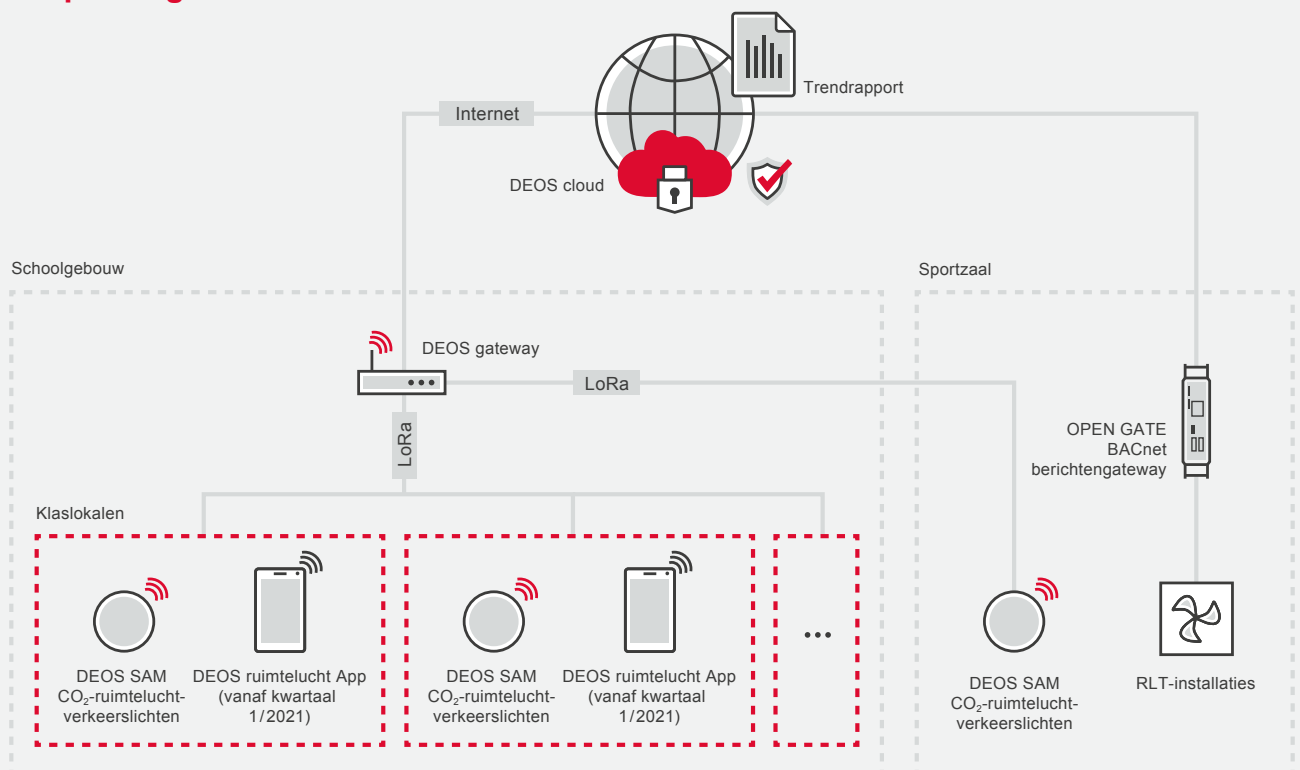 Trendrapport
Internet
DEOS cloud
Schoolgebouw
Sportzaal
DEOS gateway
LoRa
LoRa
OPEN GATE
BACnet
berichtengateway
Klaslokalen
DEOS SAM
CO₂-ruimtelucht-
verkeerslichten
DEOS ruimtelucht App
(vanaf kwartaal
1/2021)
DEOS SAM
CO₂-ruimtelucht-
verkeerslichten
DEOS ruimtelucht App
(vanaf kwartaal
1/2021)
...
DEOS SAM
CO₂-ruimtelucht-
verkeerslichten
RLT-installaties